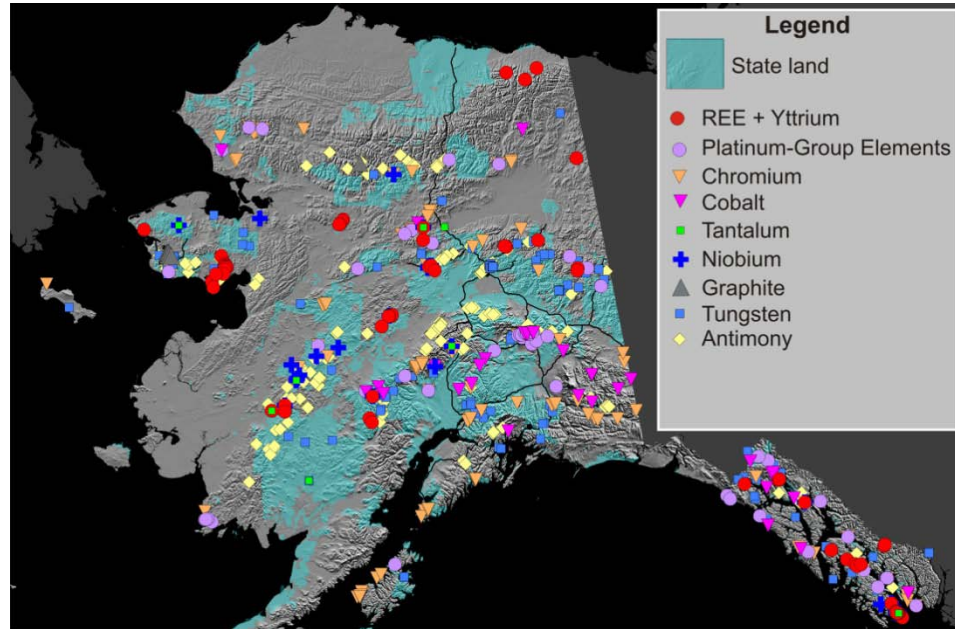 Legend
State land
REE + Yttrium
Platinum-Group Elements
Chromium
Cobalt
Tantalum
Niobium
Graphite
Tungsten
Antimony